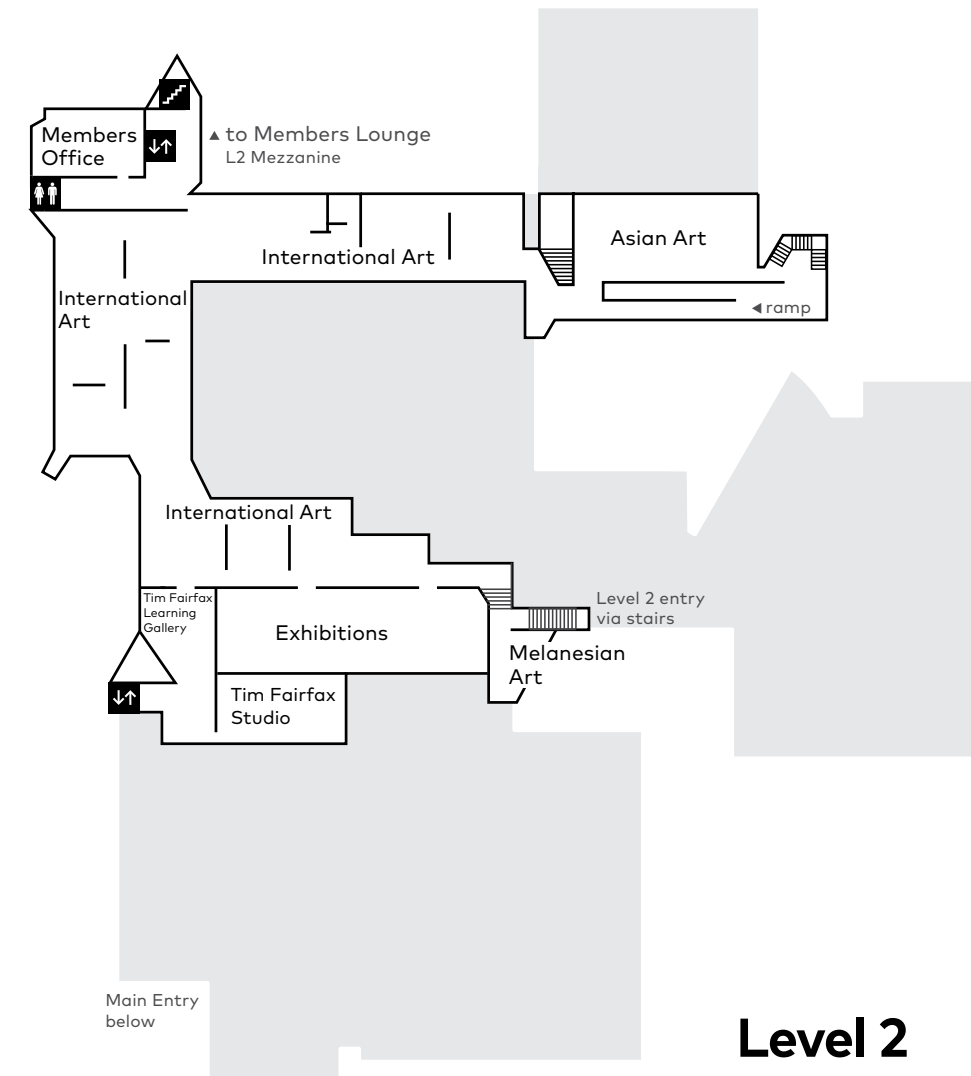 Members
Office
▲ to Members Lounge
L2 Mezzanine
Asian Art
International Art
International
Art
◀ ramp
International Art
Tim Fairfax
Learning
Gallery
Exhibitions
Level 2 entry
via stairs
Melanesian
Art
Tim Fairfax
Studio
Main Entry
below
Level 2